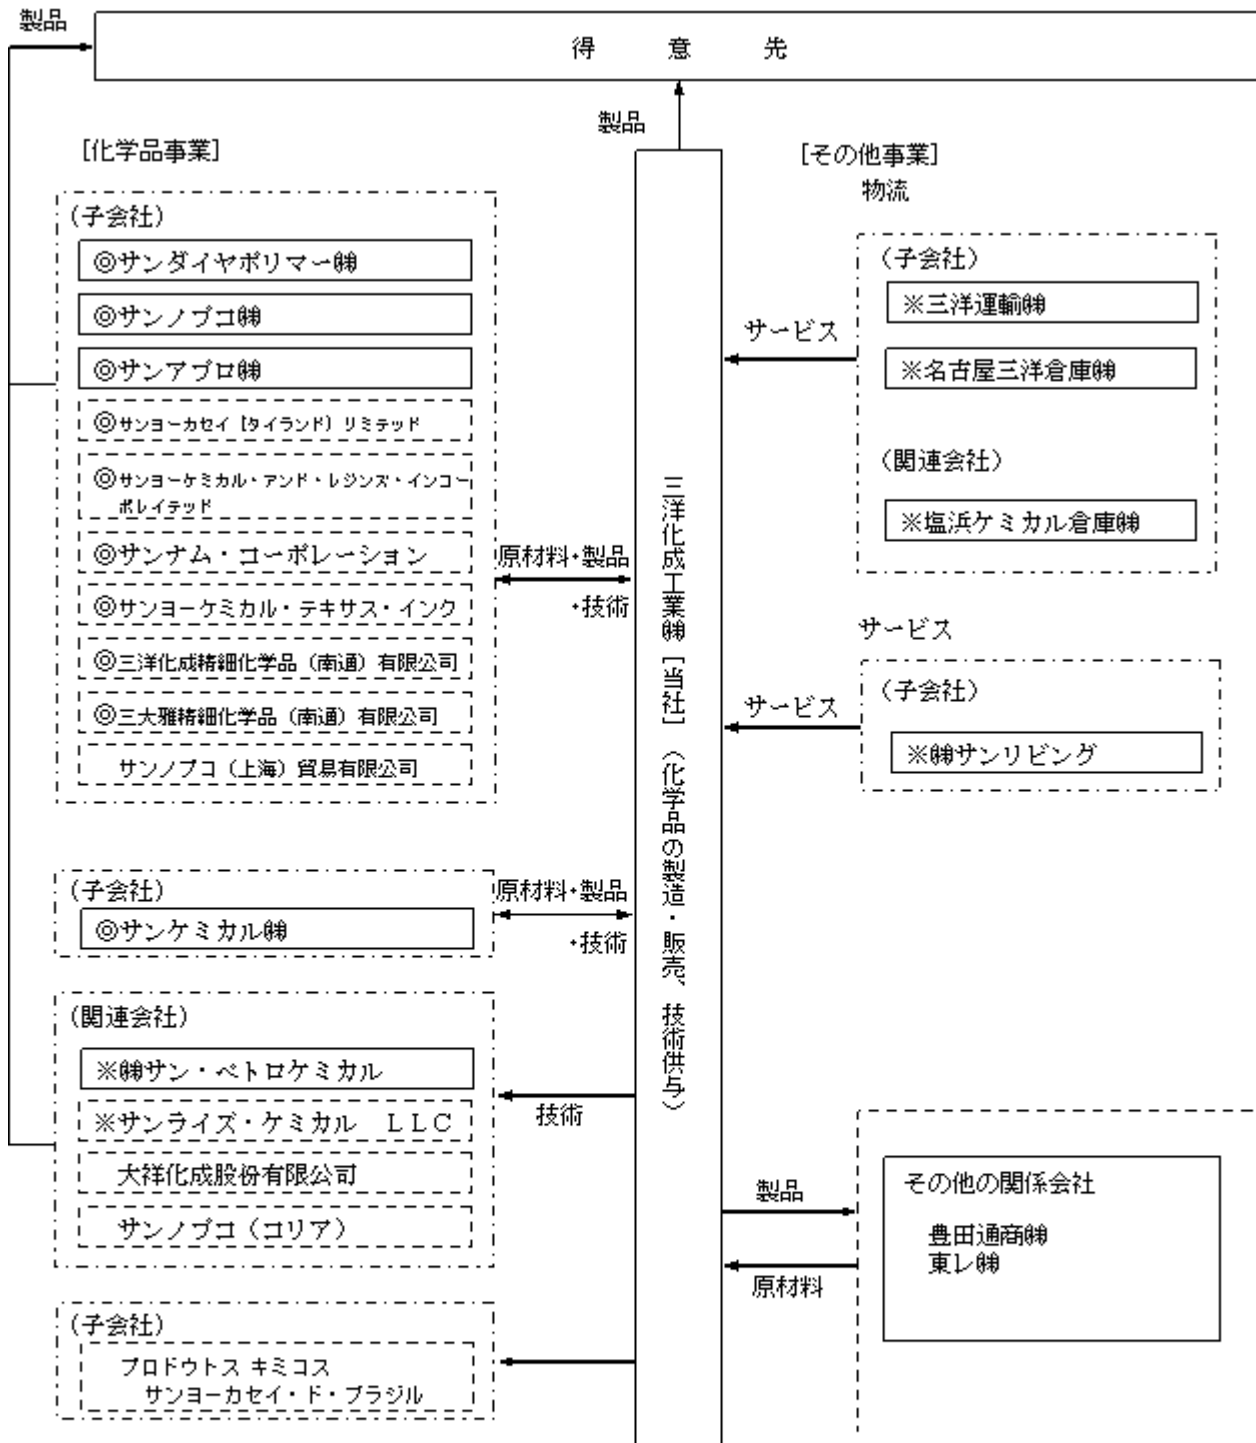 製品
得意先
製品
[化学品事業]
(子会社)
◎サンダイヤポリマー㈱
◎サンノプコ㈱
◎サンアプロ㈱
◎サンヨーカセイ(タイランド)リミテッド
◎サンヨーケミカル・アンド・レジンズ・インコー
ポレイテッド
◎サンナム・コーポレーション
◎サンヨーケミカル・テキサス・インク
◎三洋化成精細化学品(南通)有限公司
◎三大雅精細化学品(南通)有限公司
サンノプコ(上海)貿易有限公司
原材料・製品
・技術
(子会社)
◎サンケミカル㈱
原材料・製品
・技術
(関連会社)
※㈱サン・ペトロケミカル
※サンライズ・ケミカル LLC
大祥化成股份有限公司
サンノプコ(コリア)
技術
(子会社)
プロドウトス キミコス
サンヨーカセイ・ド・ブラジル
三洋化成工業㈱[当社](化学品の製造・販売、技術供与)
[その他事業]
物流
(子会社)
※三洋運輸㈱
※名古屋三洋倉庫㈱
(関連会社)
※塩浜ケミカル倉庫㈱
サービス
サービス
(子会社)
※㈱サンリビング
サービス
その他の関係会社
豊田通商㈱
東レ㈱
製品
原材料